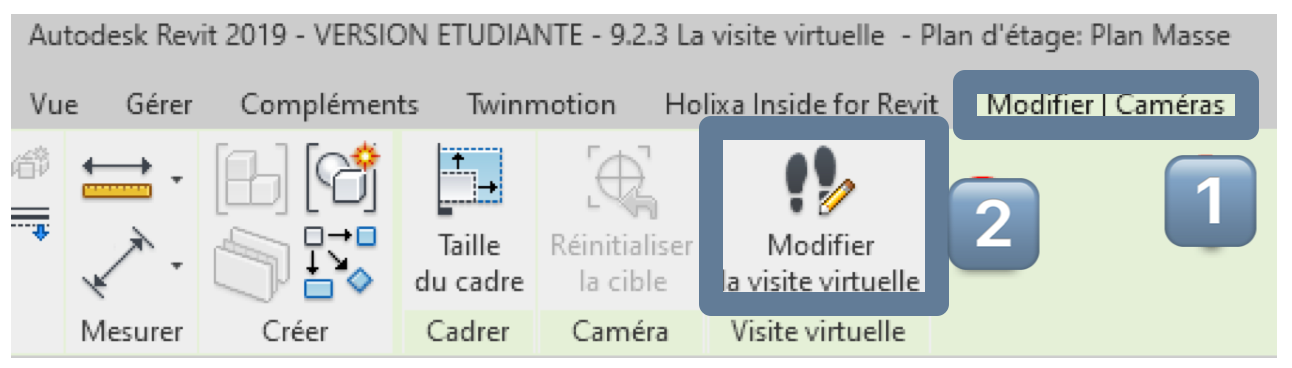 Autodesk Revit 2019 - VERSION ETUDIANTE - 9.2.3 La visite virtuelle - Plan d'étage: Plan Masse
Vue Gérer Compléments Twinmotion Holixa Inside for Revit Modifier | Caméras
1
2
Taille
du cadre
Réinitialiser
la cible
Modifier
la visite virtuelle
Mesurer Créer Cadrer Caméra Visite virtuelle